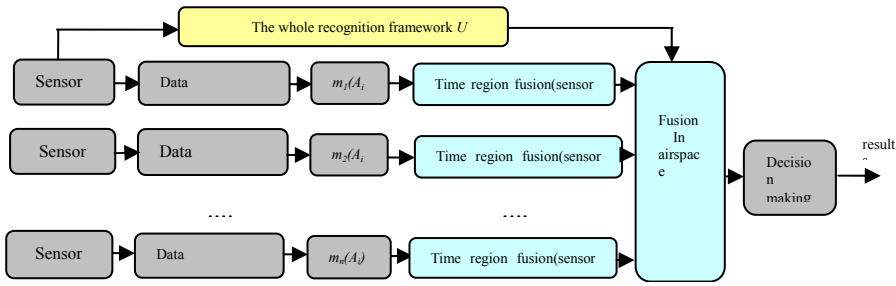 The whole recognition framework U
Sensor
Data
m1(Ai
Time region fusion(sensor
Sensor
Data
m2(Ai
Time region fusion(sensor
Fusion
In
airspac
e
Decisio
n
making
result
....
....
Sensor
Data
mn(Ai)
Time region fusion(sensor